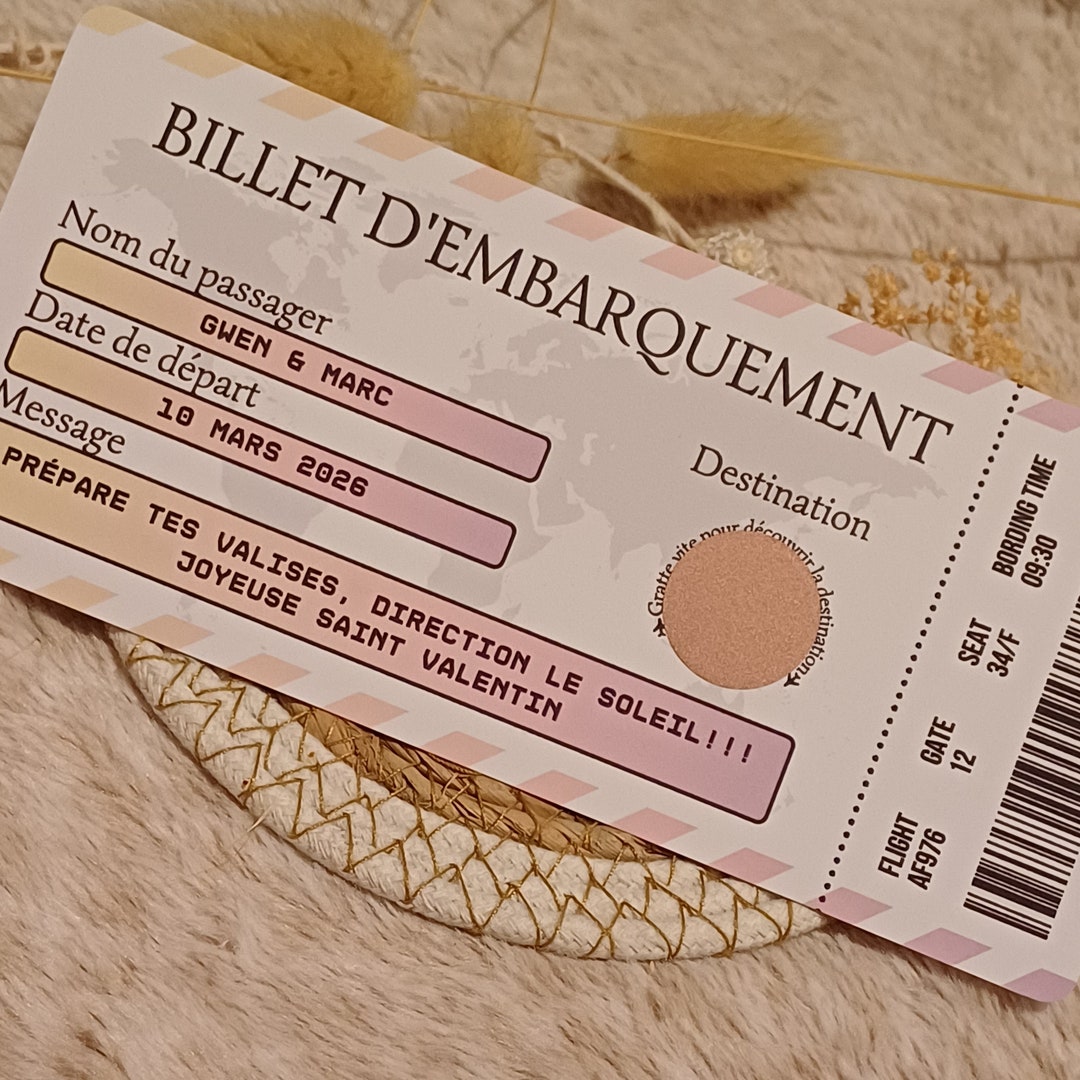 BILLET D'EMBARQUEMENT
Nom du passager
GWEN & MARC
Date de départ
10 MARS 2026
Message
PRÉPARE TES VALISES, DIRECTION LE SOLEIL!!!
JOYEUSE SAINT VALENTIN
Destination
Gratte vite pour découvrir la destination
BORDING TIME
09:30
SEAT
34/F
GATE
12
FLIGHT
AF976